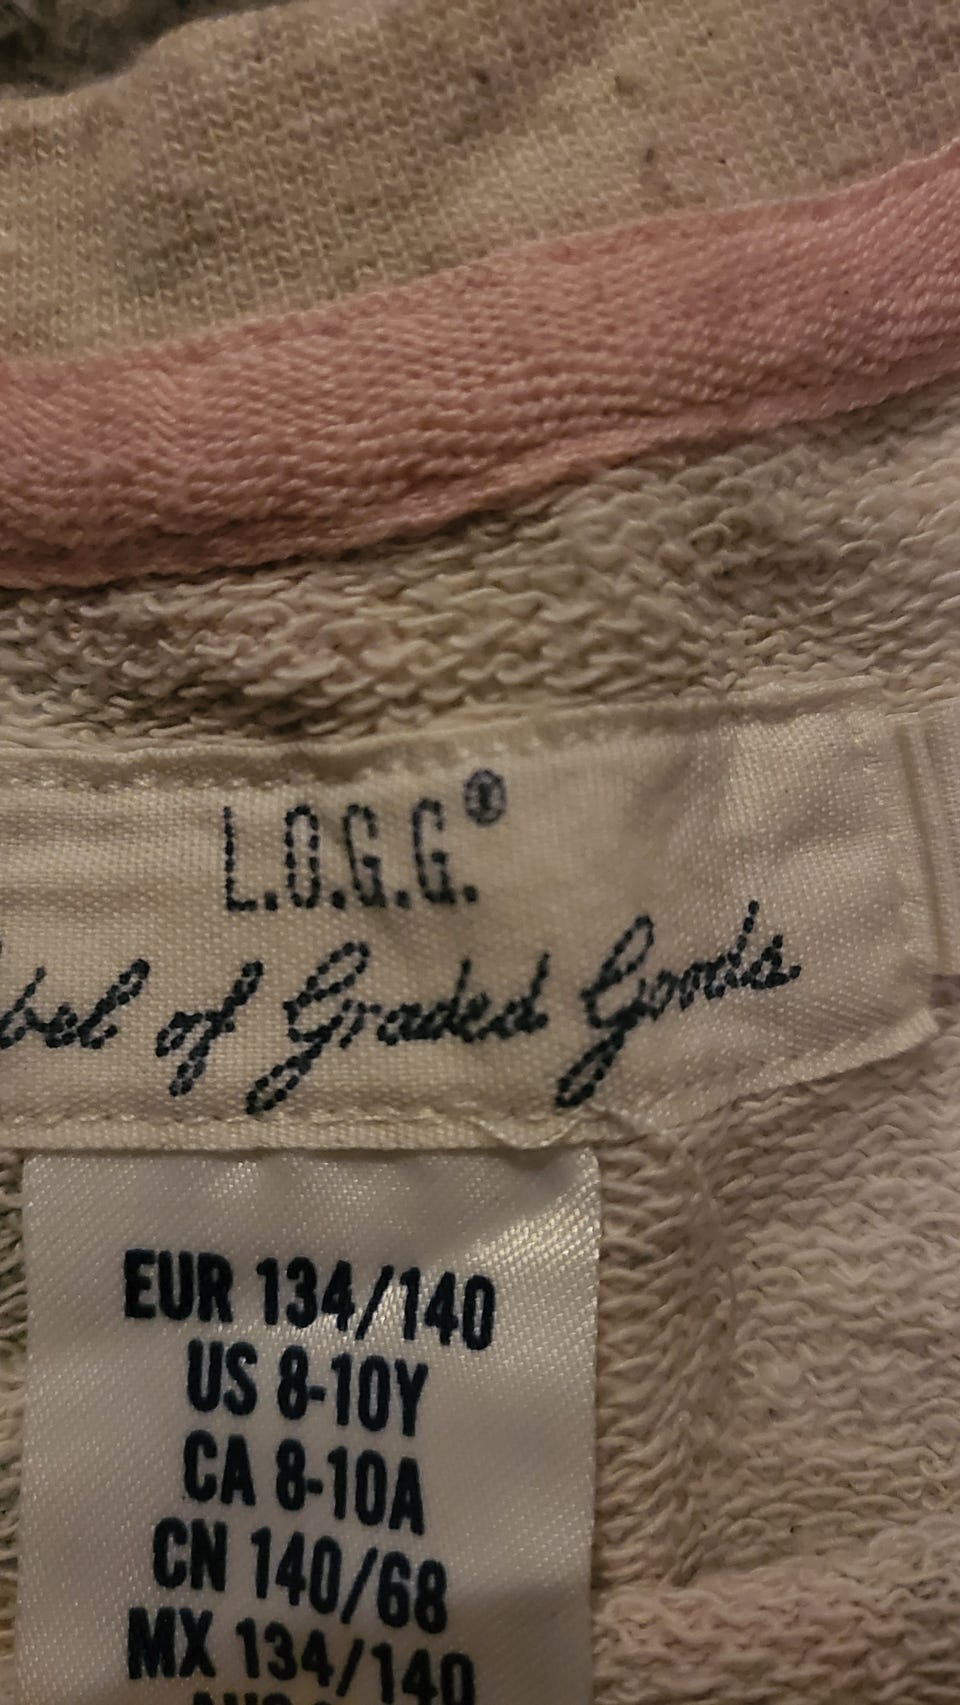 L.O.G.G.®
bel of Graded Goods.
EUR 134/140
US 8-10Y
CA 8-10A
CN 140/68
MX 134/140